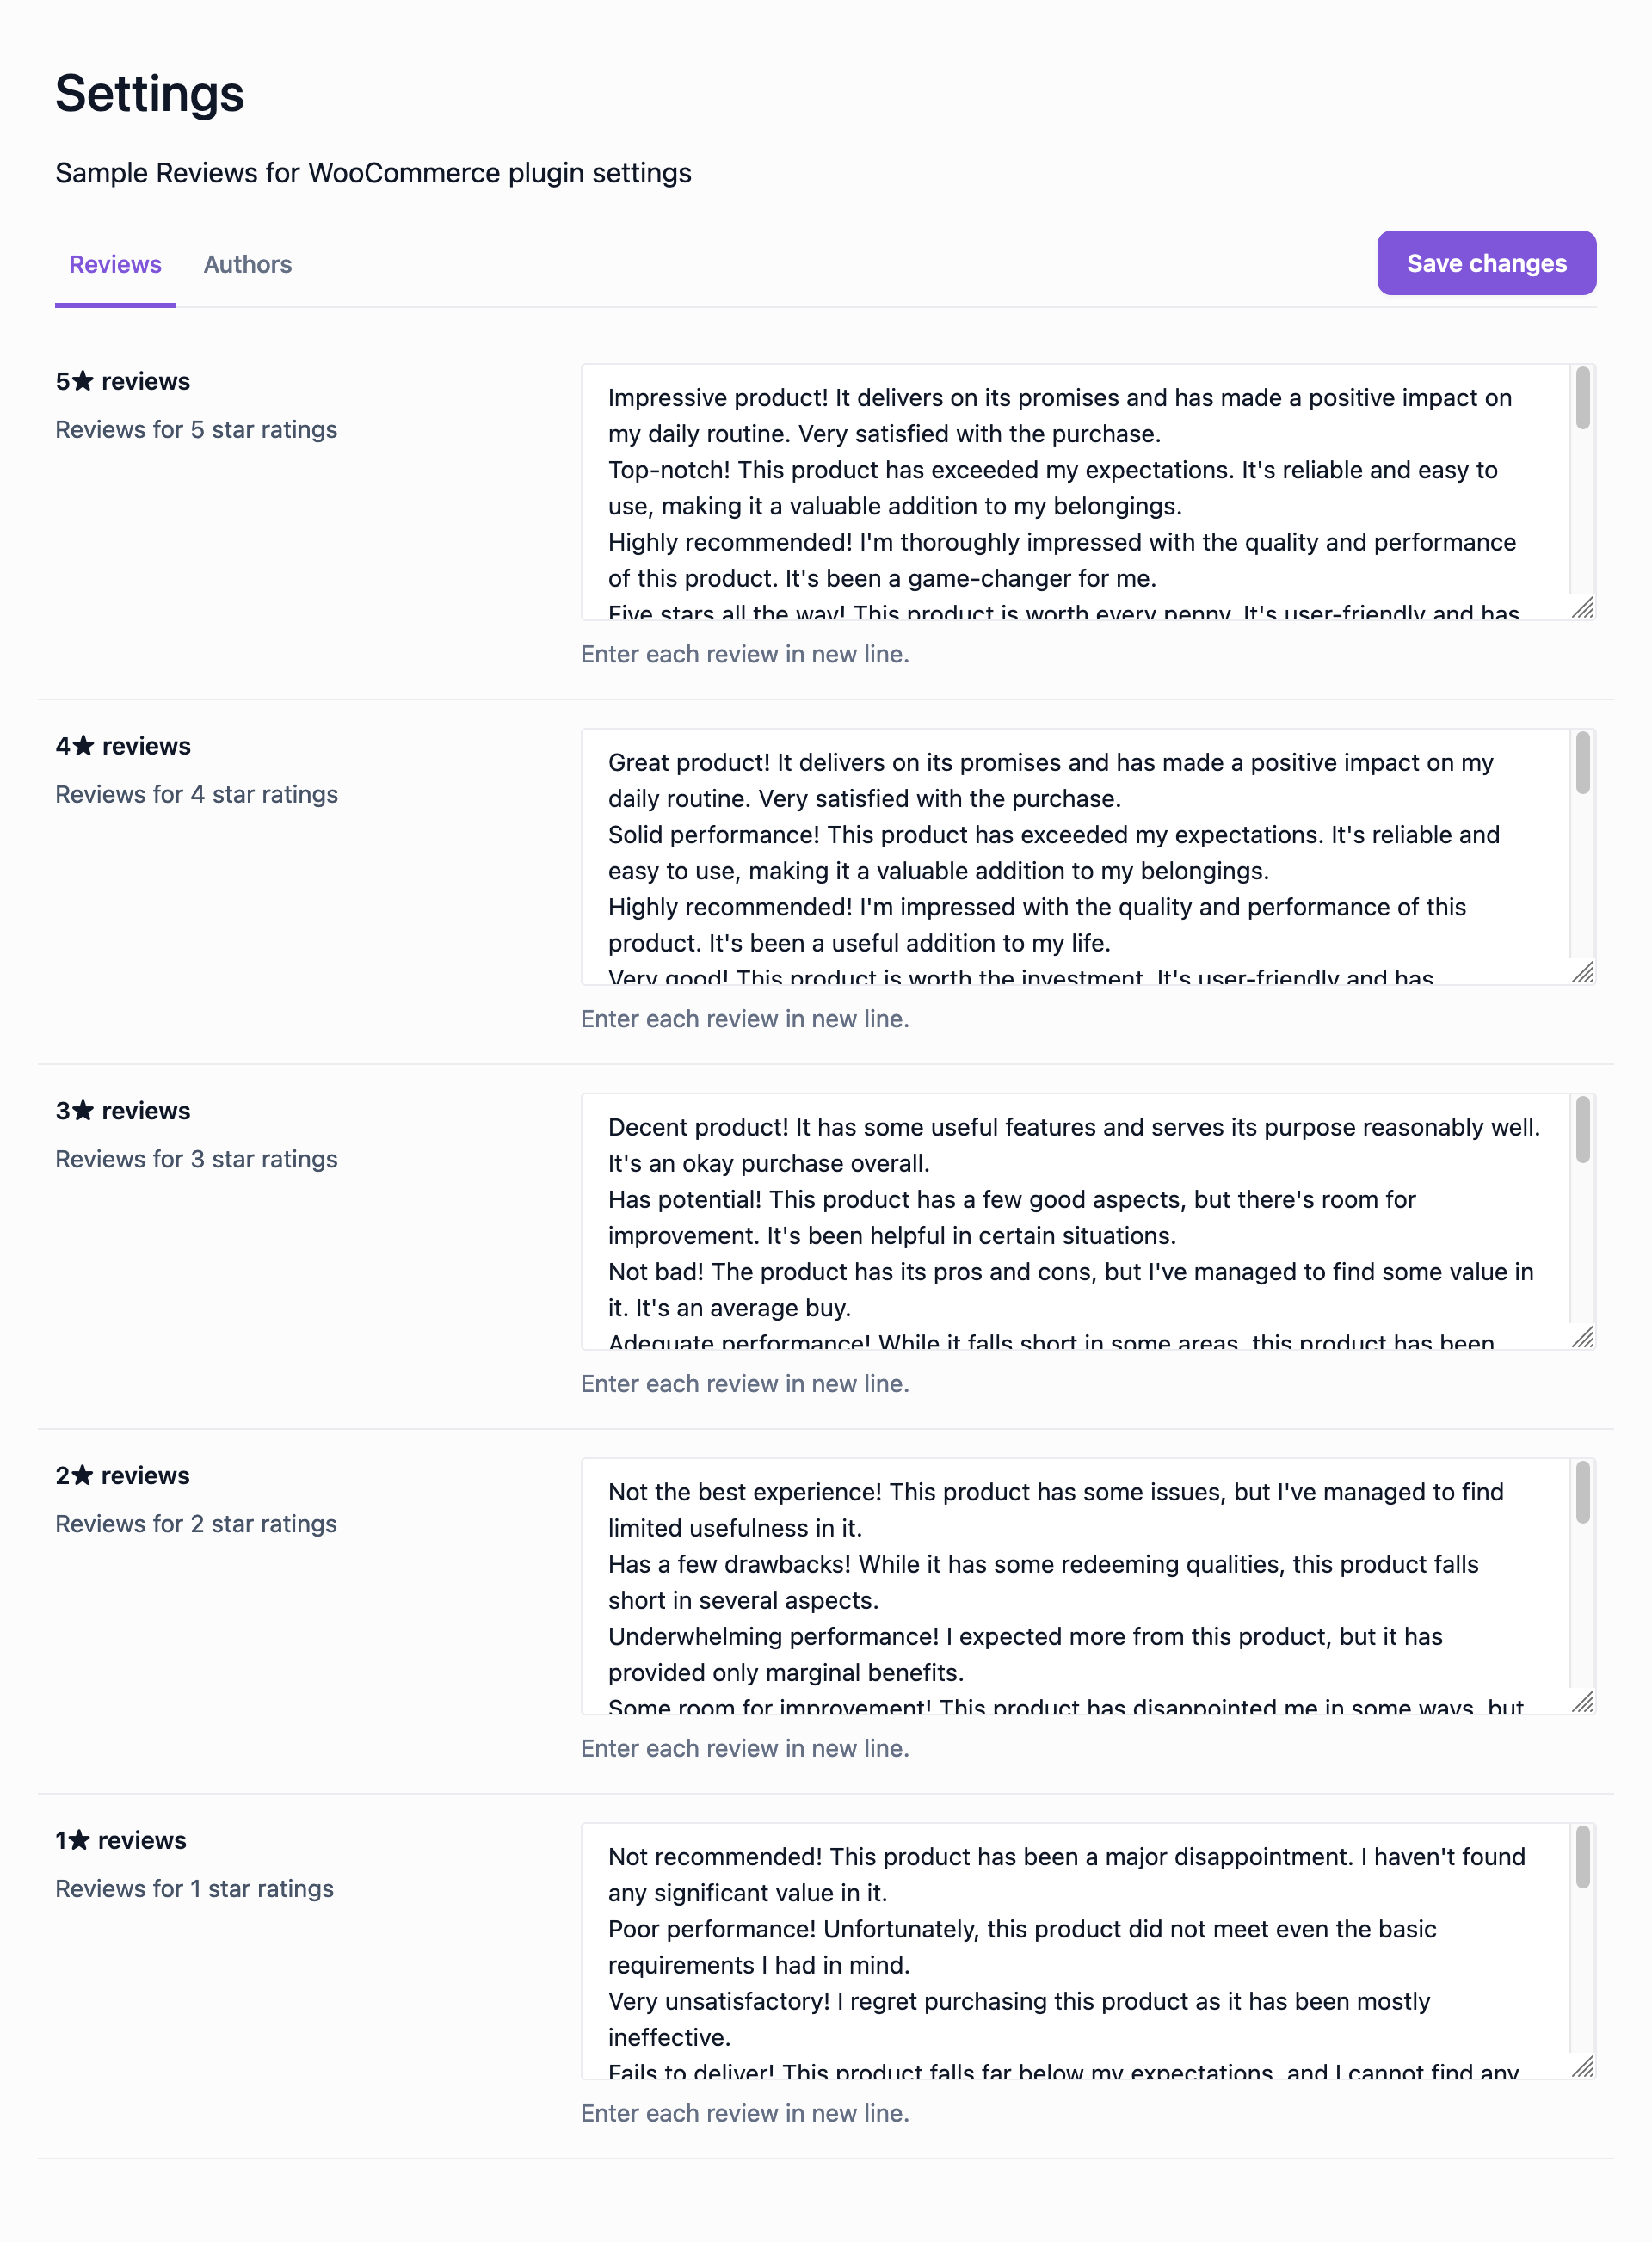 Settings
Sample Reviews for WooCommerce plugin settings
Reviews Authors Save changes
5★ reviews
Reviews for 5 star ratings
Impressive product! It delivers on its promises and has made a positive impact on
my daily routine. Very satisfied with the purchase.
Top-notch! This product has exceeded my expectations. It's reliable and easy to
use, making it a valuable addition to my belongings.
Highly recommended! I'm thoroughly impressed with the quality and performance
of this product. It's been a game-changer for me.
Five stars all the way! This product is worth every penny. It's user-friendly and has
Enter each review in new line.
4★ reviews
Reviews for 4 star ratings
Great product! It delivers on its promises and has made a positive impact on my
daily routine. Very satisfied with the purchase.
Solid performance! This product has exceeded my expectations. It's reliable and
easy to use, making it a valuable addition to my belongings.
Highly recommended! I'm impressed with the quality and performance of this
product. It's been a useful addition to my life.
Very good! This product is worth the investment. It's user-friendly and has
Enter each review in new line.
3★ reviews
Reviews for 3 star ratings
Decent product! It has some useful features and serves its purpose reasonably well.
It's an okay purchase overall.
Has potential! This product has a few good aspects, but there's room for
improvement. It's been helpful in certain situations.
Not bad! The product has its pros and cons, but I've managed to find some value in
it. It's an average buy.
Adequate performance! While it falls short in some areas, this product has been
Enter each review in new line.
2★ reviews
Reviews for 2 star ratings
Not the best experience! This product has some issues, but I've managed to find
limited usefulness in it.
Has a few drawbacks! While it has some redeeming qualities, this product falls
short in several aspects.
Underwhelming performance! I expected more from this product, but it has
provided only marginal benefits.
Some room for improvement! This product has disappointed me in some ways, but
Enter each review in new line.
1★ reviews
Reviews for 1 star ratings
Not recommended! This product has been a major disappointment. I haven't found
any significant value in it.
Poor performance! Unfortunately, this product did not meet even the basic
requirements I had in mind.
Very unsatisfactory! I regret purchasing this product as it has been mostly
ineffective.
Fails to deliver! This product falls far below my expectations, and I cannot find any
Enter each review in new line.